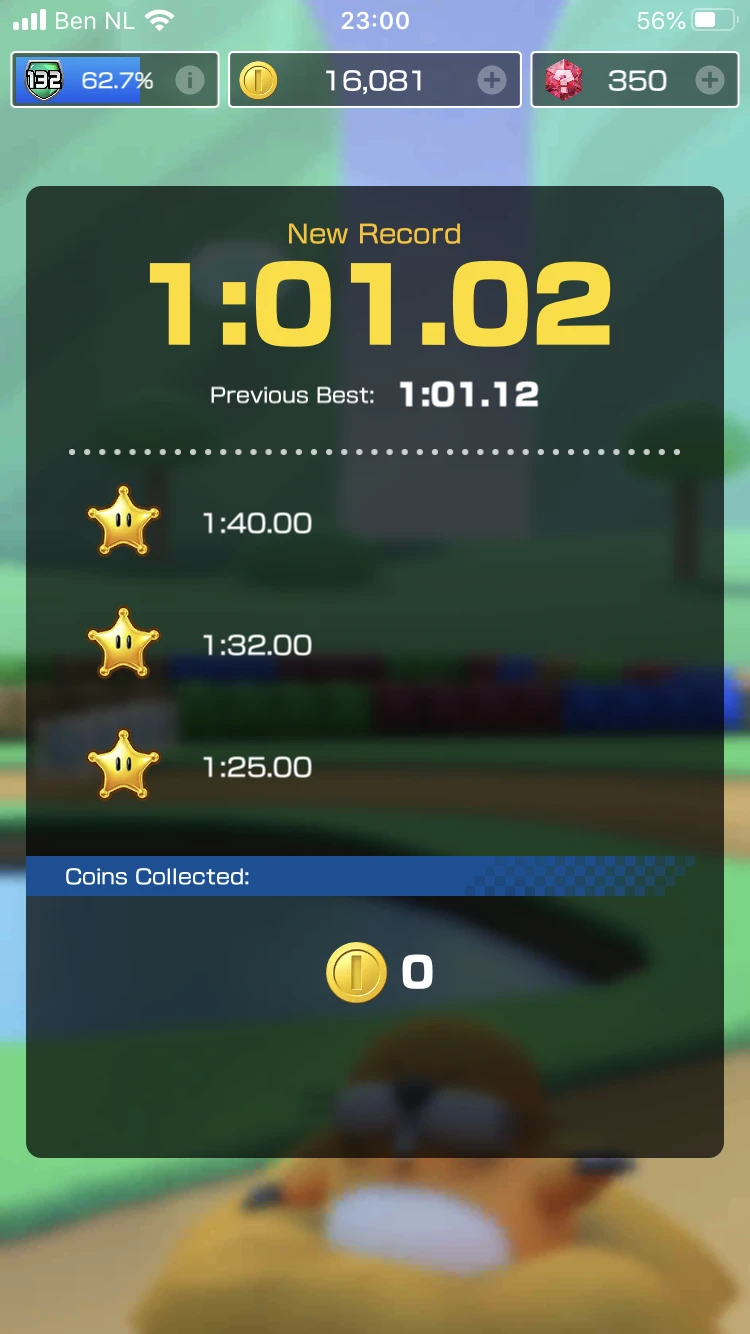 Ben NL 23:00 56%
132 62.7% i 16,081 + 350 +
New Record
1:01.02
Previous Best: 1:01.12
1:40.00
1:32.00
1:25.00
Coins Collected:
0